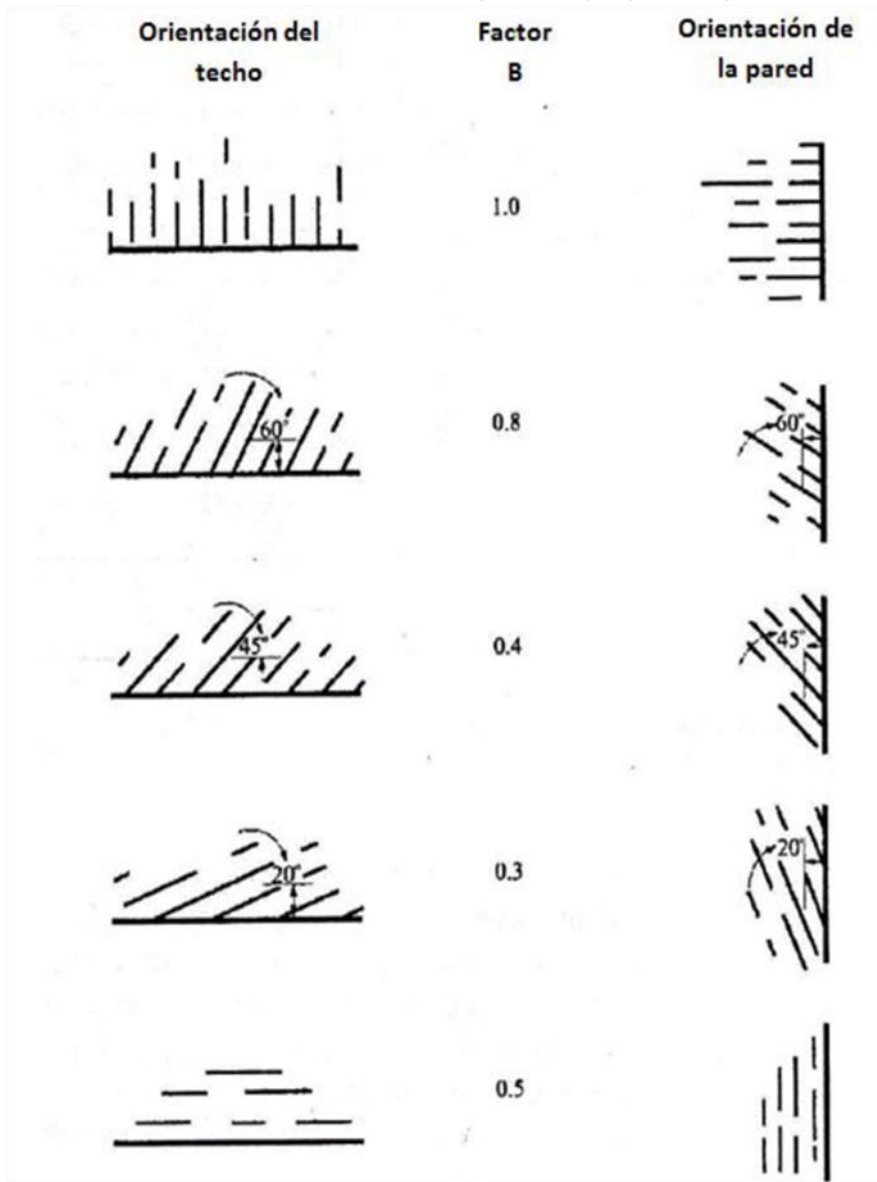 Orientación del
techo
Factor
B
Orientación de
la pared
1.0
60°
0.8
60°
45°
0.4
45°
20°
0.3
20°
0.5